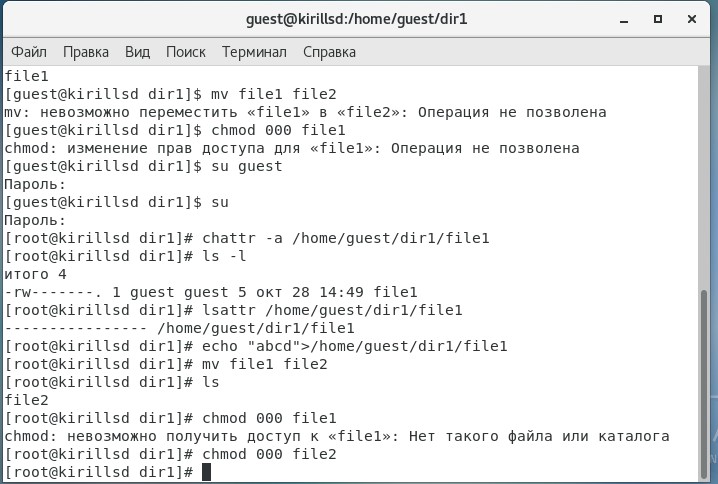 guest@kirillsd:/home/guest/dir1
Файл Правка Вид Поиск Терминал Справка
file1
[guest@kirillsd dir1]$ mv file1 file2
mv: невозможно переместить «file1» в «file2»: Операция не позволена
[guest@kirillsd dir1]$ chmod 000 file1
chmod: изменение прав доступа для «file1»: Операция не позволена
[guest@kirillsd dir1]$ su guest
Пароль:
[guest@kirillsd dir1]$ su
Пароль:
[root@kirillsd dir1]# chattr -a /home/guest/dir1/file1
[root@kirillsd dir1]# ls -l
итого 4
-rw-------. 1 guest guest 5 окт 28 14:49 file1
[root@kirillsd dir1]# lsattr /home/guest/dir1/file1
---------------- /home/guest/dir1/file1
[root@kirillsd dir1]# echo "abcd">/home/guest/dir1/file1
[root@kirillsd dir1]# mv file1 file2
[root@kirillsd dir1]# ls
file2
[root@kirillsd dir1]# chmod 000 file1
chmod: невозможно получить доступ к «file1»: Нет такого файла или каталога
[root@kirillsd dir1]# chmod 000 file2
[root@kirillsd dir1]#